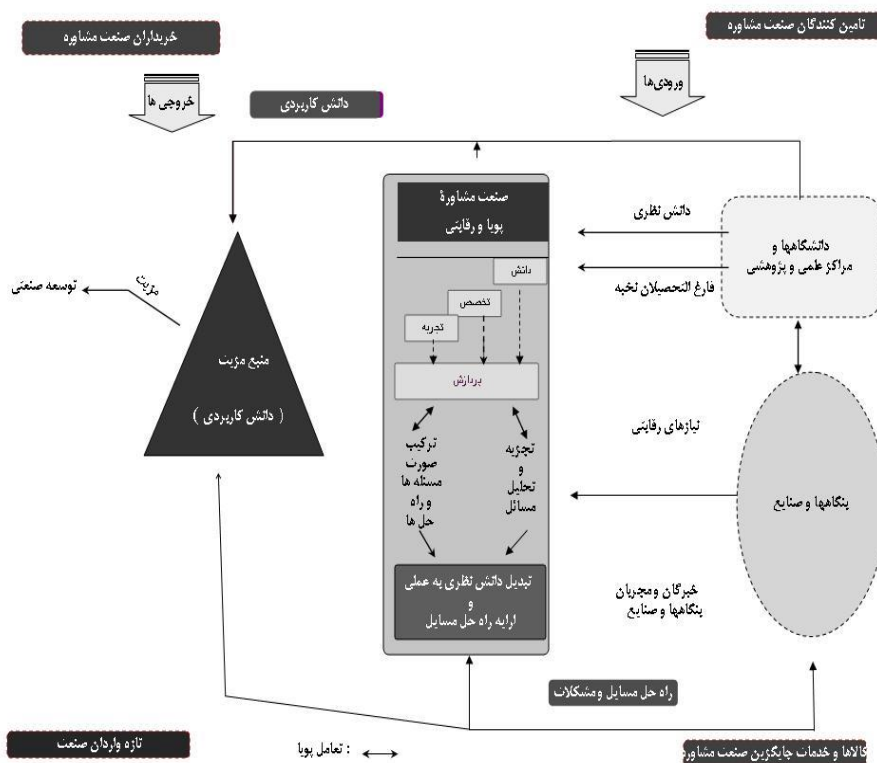 تامین کنندگان صنعت مشاوره
خریداران صنعت مشاوره
ورودی‌ها
خروجی ها
دانش کاربردی
صنعت مشاورهٔ
پویا و رقابتی
دانش نظری
دانشگاهها و
مراکز علمی و پژوهشی
فارغ التحصیلان نخبه
دانش
تخصص
تجربه
پردازش
مزیت
توسعه صنعتی
منبع مزیت
( دانش کاربردی )
نیازهای رقابتی
ترکیب
صورت
مسئله ها
و راه
حل ها
تجزیه
و
تحلیل
مسائل
بنگاهها و صنایع
خبرگان ومجریان
بنگاهها و صنایع
تبدیل دانش نظری به عملی
و
ارایه راه حل مسایل
راه حل مسایل ومشکلات
کالاها و خدمات جایگزین صنعت مشاوره
تعامل پویا :
تازه واردان صنعت